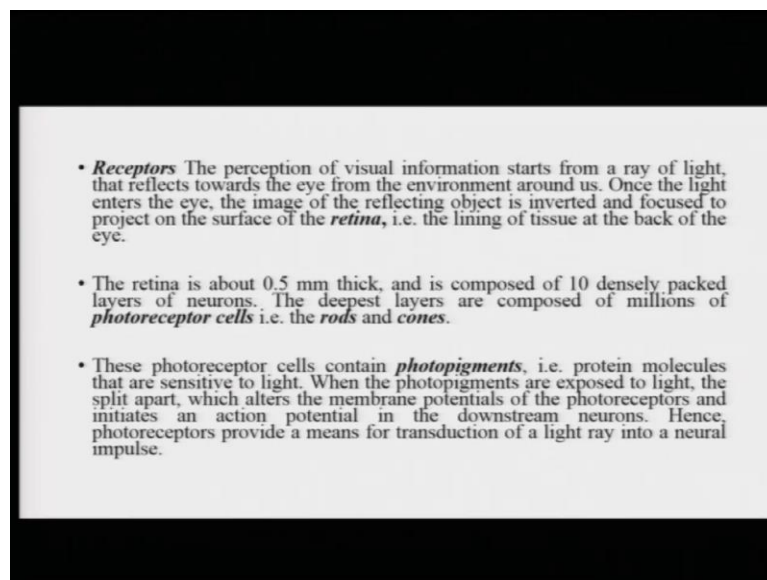 • Receptors The perception of visual information starts from a ray of light,
that reflects towards the eye from the environment around us. Once the light
enters the eye, the image of the reflecting object is inverted and focused to
project on the surface of the retina, i.e. the lining of tissue at the back of the
eye.
• The retina is about 0.5 mm thick, and is composed of 10 densely packed
layers of neurons. The deepest layers are composed of millions of
photoreceptor cells i.e. the rods and cones.
• These photoreceptor cells contain photopigments, i.e. protein molecules
that are sensitive to light. When the photopigments are exposed to light, the
split apart, which alters the membrane potentials of the photoreceptors and
initiates an action potential in the downstream neurons. Hence,
photoreceptors provide a means for transduction of a light ray into a neural
impulse.